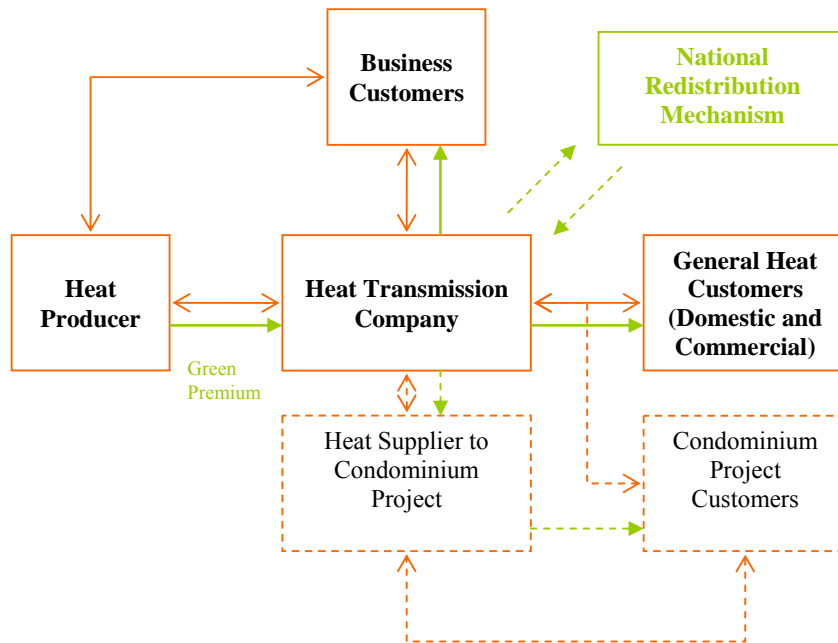 Business
Customers
National
Redistribution
Mechanism
Heat
Producer
Heat Transmission
Company
General Heat
Customers
(Domestic and
Commercial)
Green
Premium
Heat Supplier to
Condominium
Project
Condominium
Project
Customers